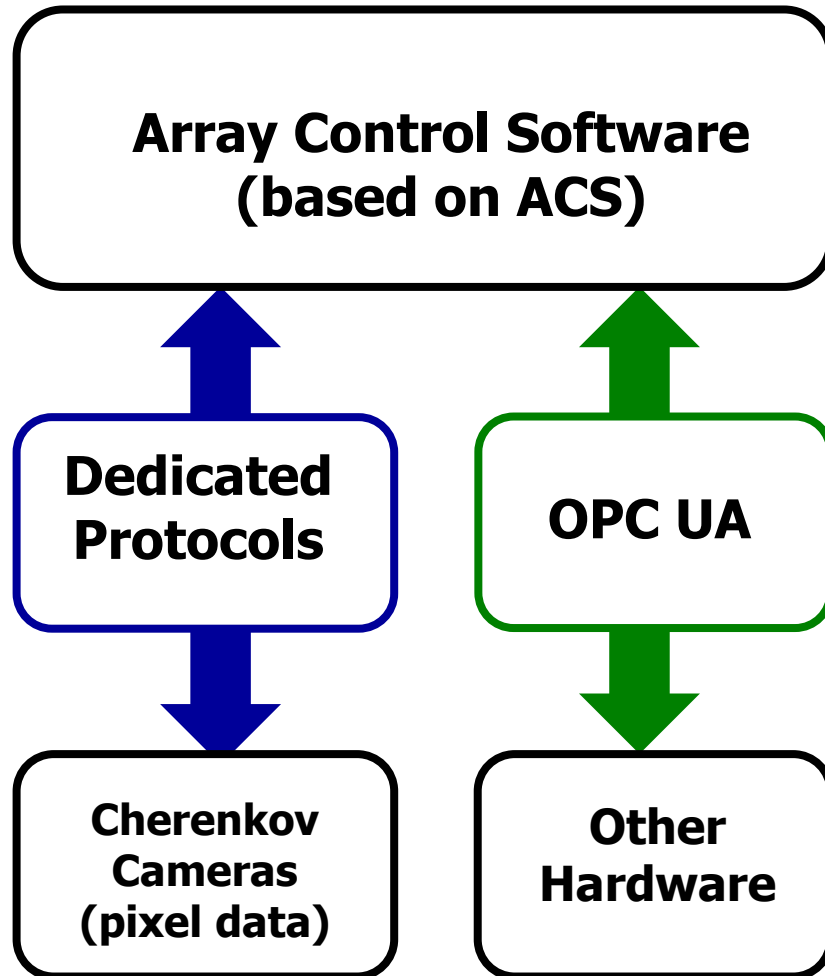 Array Control Software
(based on ACS)
Dedicated
Protocols
OPC UA
Cherenkov
Cameras
(pixel data)
Other
Hardware